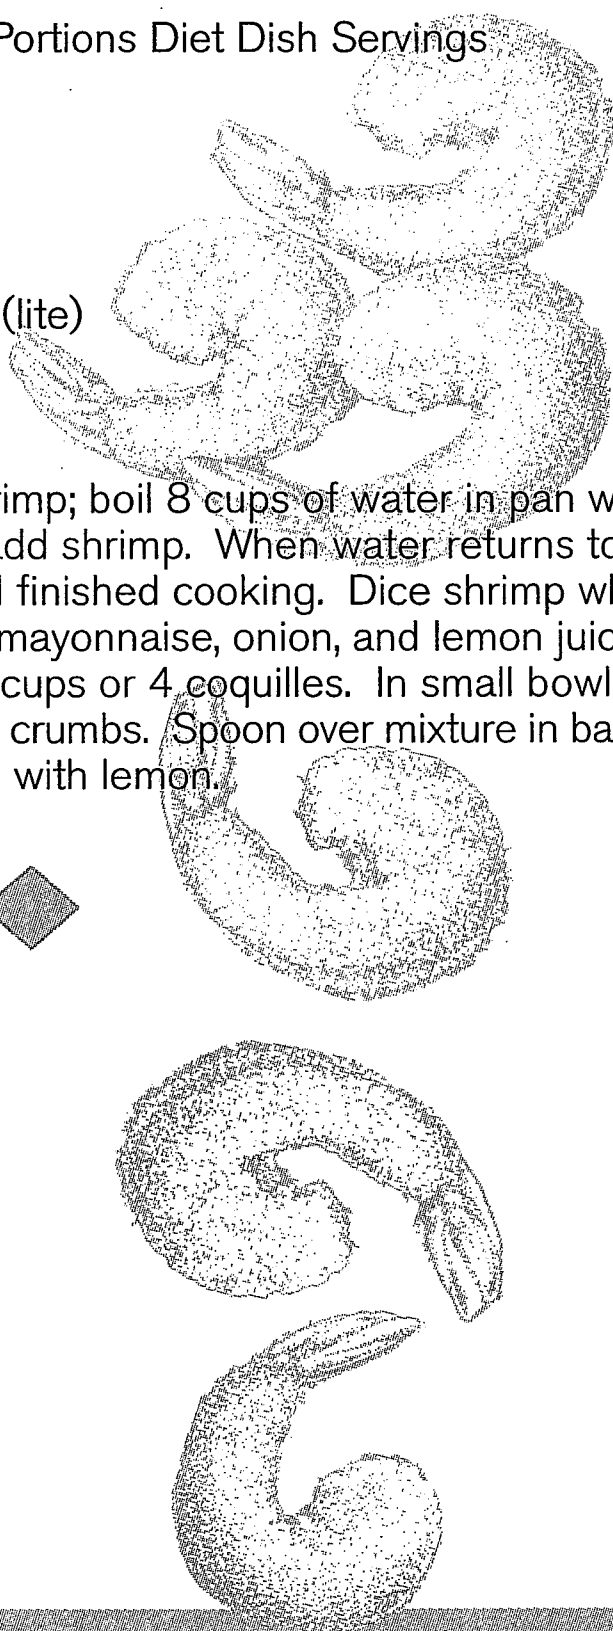 Portions Diet Dish Servings
(lite)
rimp; boil 8 cups of water in pan w
add shrimp. When water returns to
finished cooking. Dice shrimp wh
mayonnaise, onion, and lemon juic
cups or 4 coquilles. In small bowl
crumbs. Spoon over mixture in ba
with lemon.